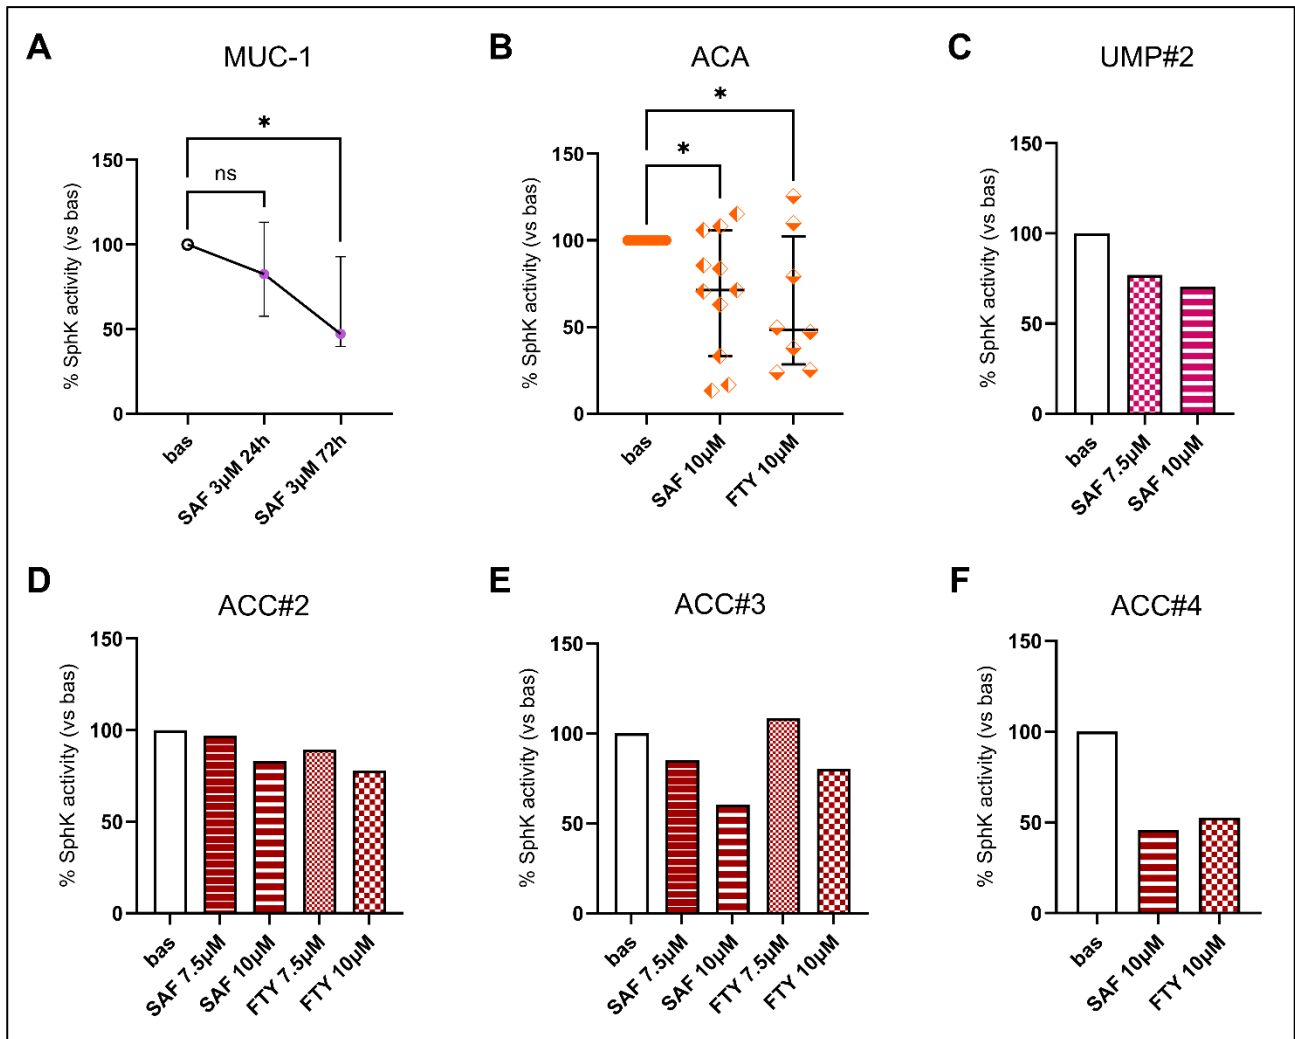 A
MUC-1
*
ns
150
100
50
0
% SphK activity (vs bas)
bas
SAF 3µM 24h
SAF 3µM 72h
B
ACA
*
*
150
100
50
0
% SphK activity (vs bas)
bas
SAF 10µM
FTY 10µM
C
UMP#2
150
100
50
0
% SphK activity (vs bas)
bas
SAF 7.5µM
SAF 10µM
D
ACC#2
150
100
50
0
% SphK activity (vs bas)
bas
SAF 7.5µM
SAF 10µM
FTY 7.5µM
FTY 10µM
E
ACC#3
150
100
50
0
% SphK activity (vs bas)
bas
SAF 7.5µM
SAF 10µM
FTY 7.5µM
FTY 10µM
F
ACC#4
150
100
50
0
% SphK activity (vs bas)
bas
SAF 10µM
FTY 10µM